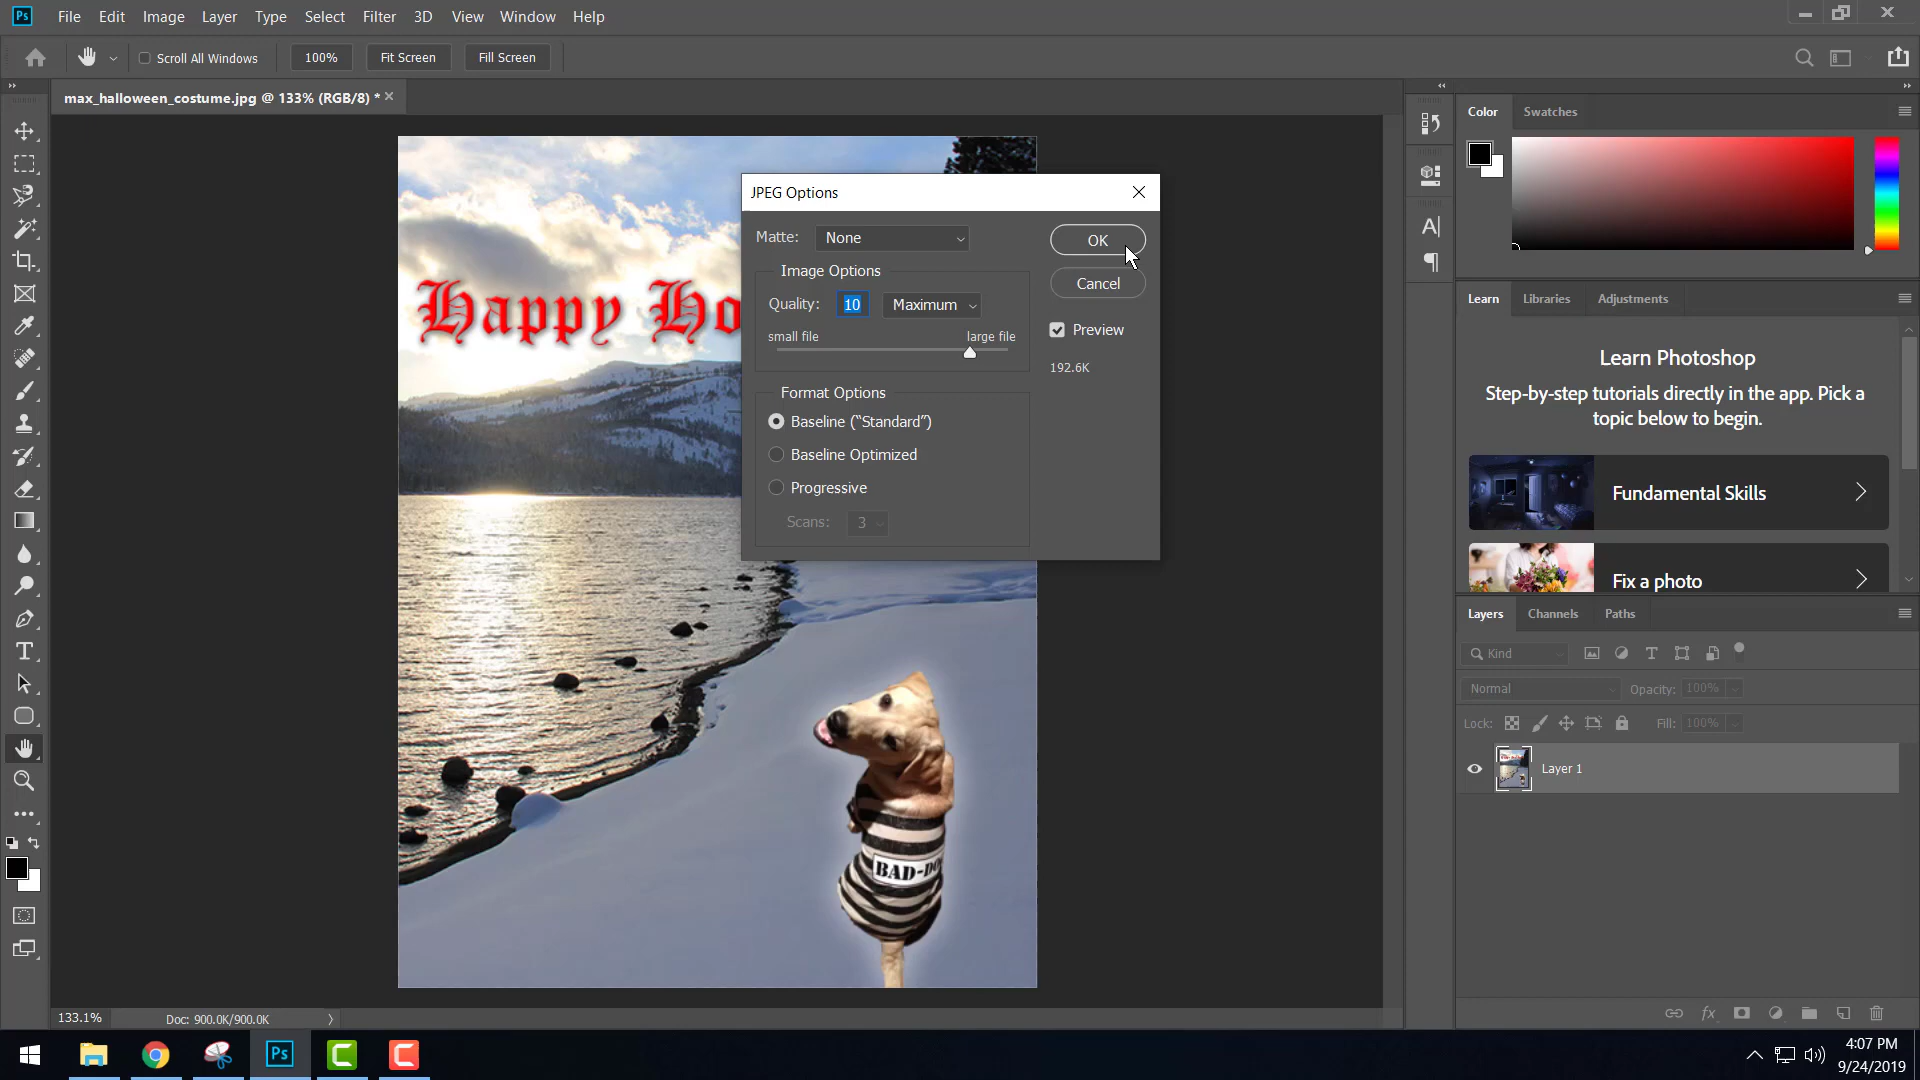 Ps File Edit Image Layer Type Select Filter 3D View Window Help
Scroll All Windows 100% Fit Screen Fill Screen
max_halloween_costume.jpg @ 133% (RGB/8) *
Happy Ho
BAD-DO
JPEG Options
Matte: None
OK
Cancel
Image Options
Quality: 10 Maximum
small file large file
Preview
192.6K
Format Options
Baseline (“Standard”)
Baseline Optimized
Progressive
Scans: 3
Color Swatches
Learn Libraries Adjustments
Learn Photoshop
Step-by-step tutorials directly in the app. Pick a
topic below to begin.
Fundamental Skills
Fix a photo
Layers Channels Paths
Kind
Normal Opacity: 100%
Lock: Fill: 100%
Layer 1
fx
133.1% Doc: 900.0K/900.0K
Ps
4:07 PM
9/24/2019